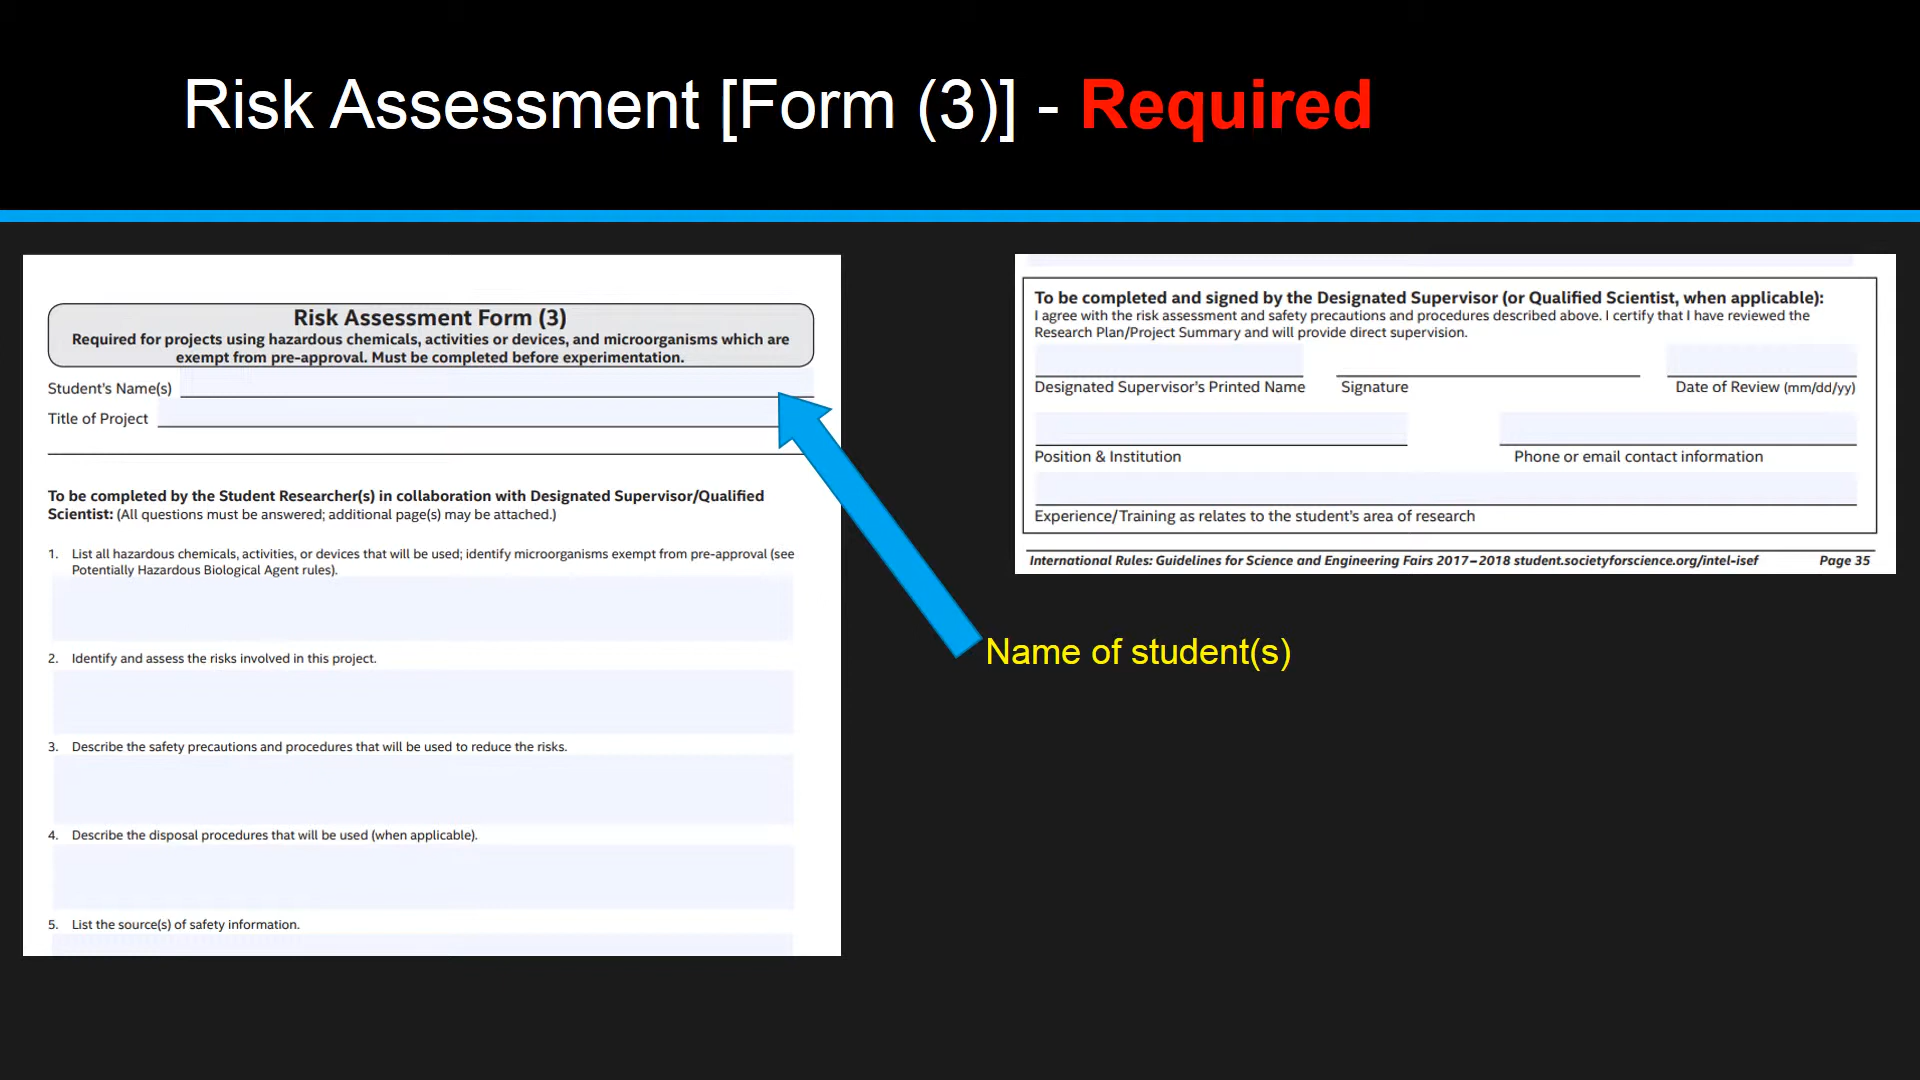 Risk Assessment [Form (3)] - Required
Risk Assessment Form (3)
Required for projects using hazardous chemicals, activities or devices, and microorganisms which are
exempt from pre-approval. Must be completed before experimentation.
Student's Name(s)
Title of Project
To be completed by the Student Researcher(s) in collaboration with Designated Supervisor/Qualified
Scientist: (All questions must be answered; additional page(s) may be attached.)
1. List all hazardous chemicals, activities, or devices that will be used; identify microorganisms exempt from pre-approval (see
Potentially Hazardous Biological Agent rules).
2. Identify and assess the risks involved in this project.
3. Describe the safety precautions and procedures that will be used to reduce the risks.
4. Describe the disposal procedures that will be used (when applicable).
5. List the source(s) of safety information.
To be completed and signed by the Designated Supervisor (or Qualified Scientist, when applicable):
I agree with the risk assessment and safety precautions and procedures described above. I certify that I have reviewed the
Research Plan/Project Summary and will provide direct supervision.
Designated Supervisor's Printed Name Signature Date of Review (mm/dd/yy)
Position & Institution Phone or email contact information
Experience/Training as relates to the student's area of research
International Rules: Guidelines for Science and Engineering Fairs 2017–2018 student.societyforscience.org/intel-isef Page 35
Name of student(s)